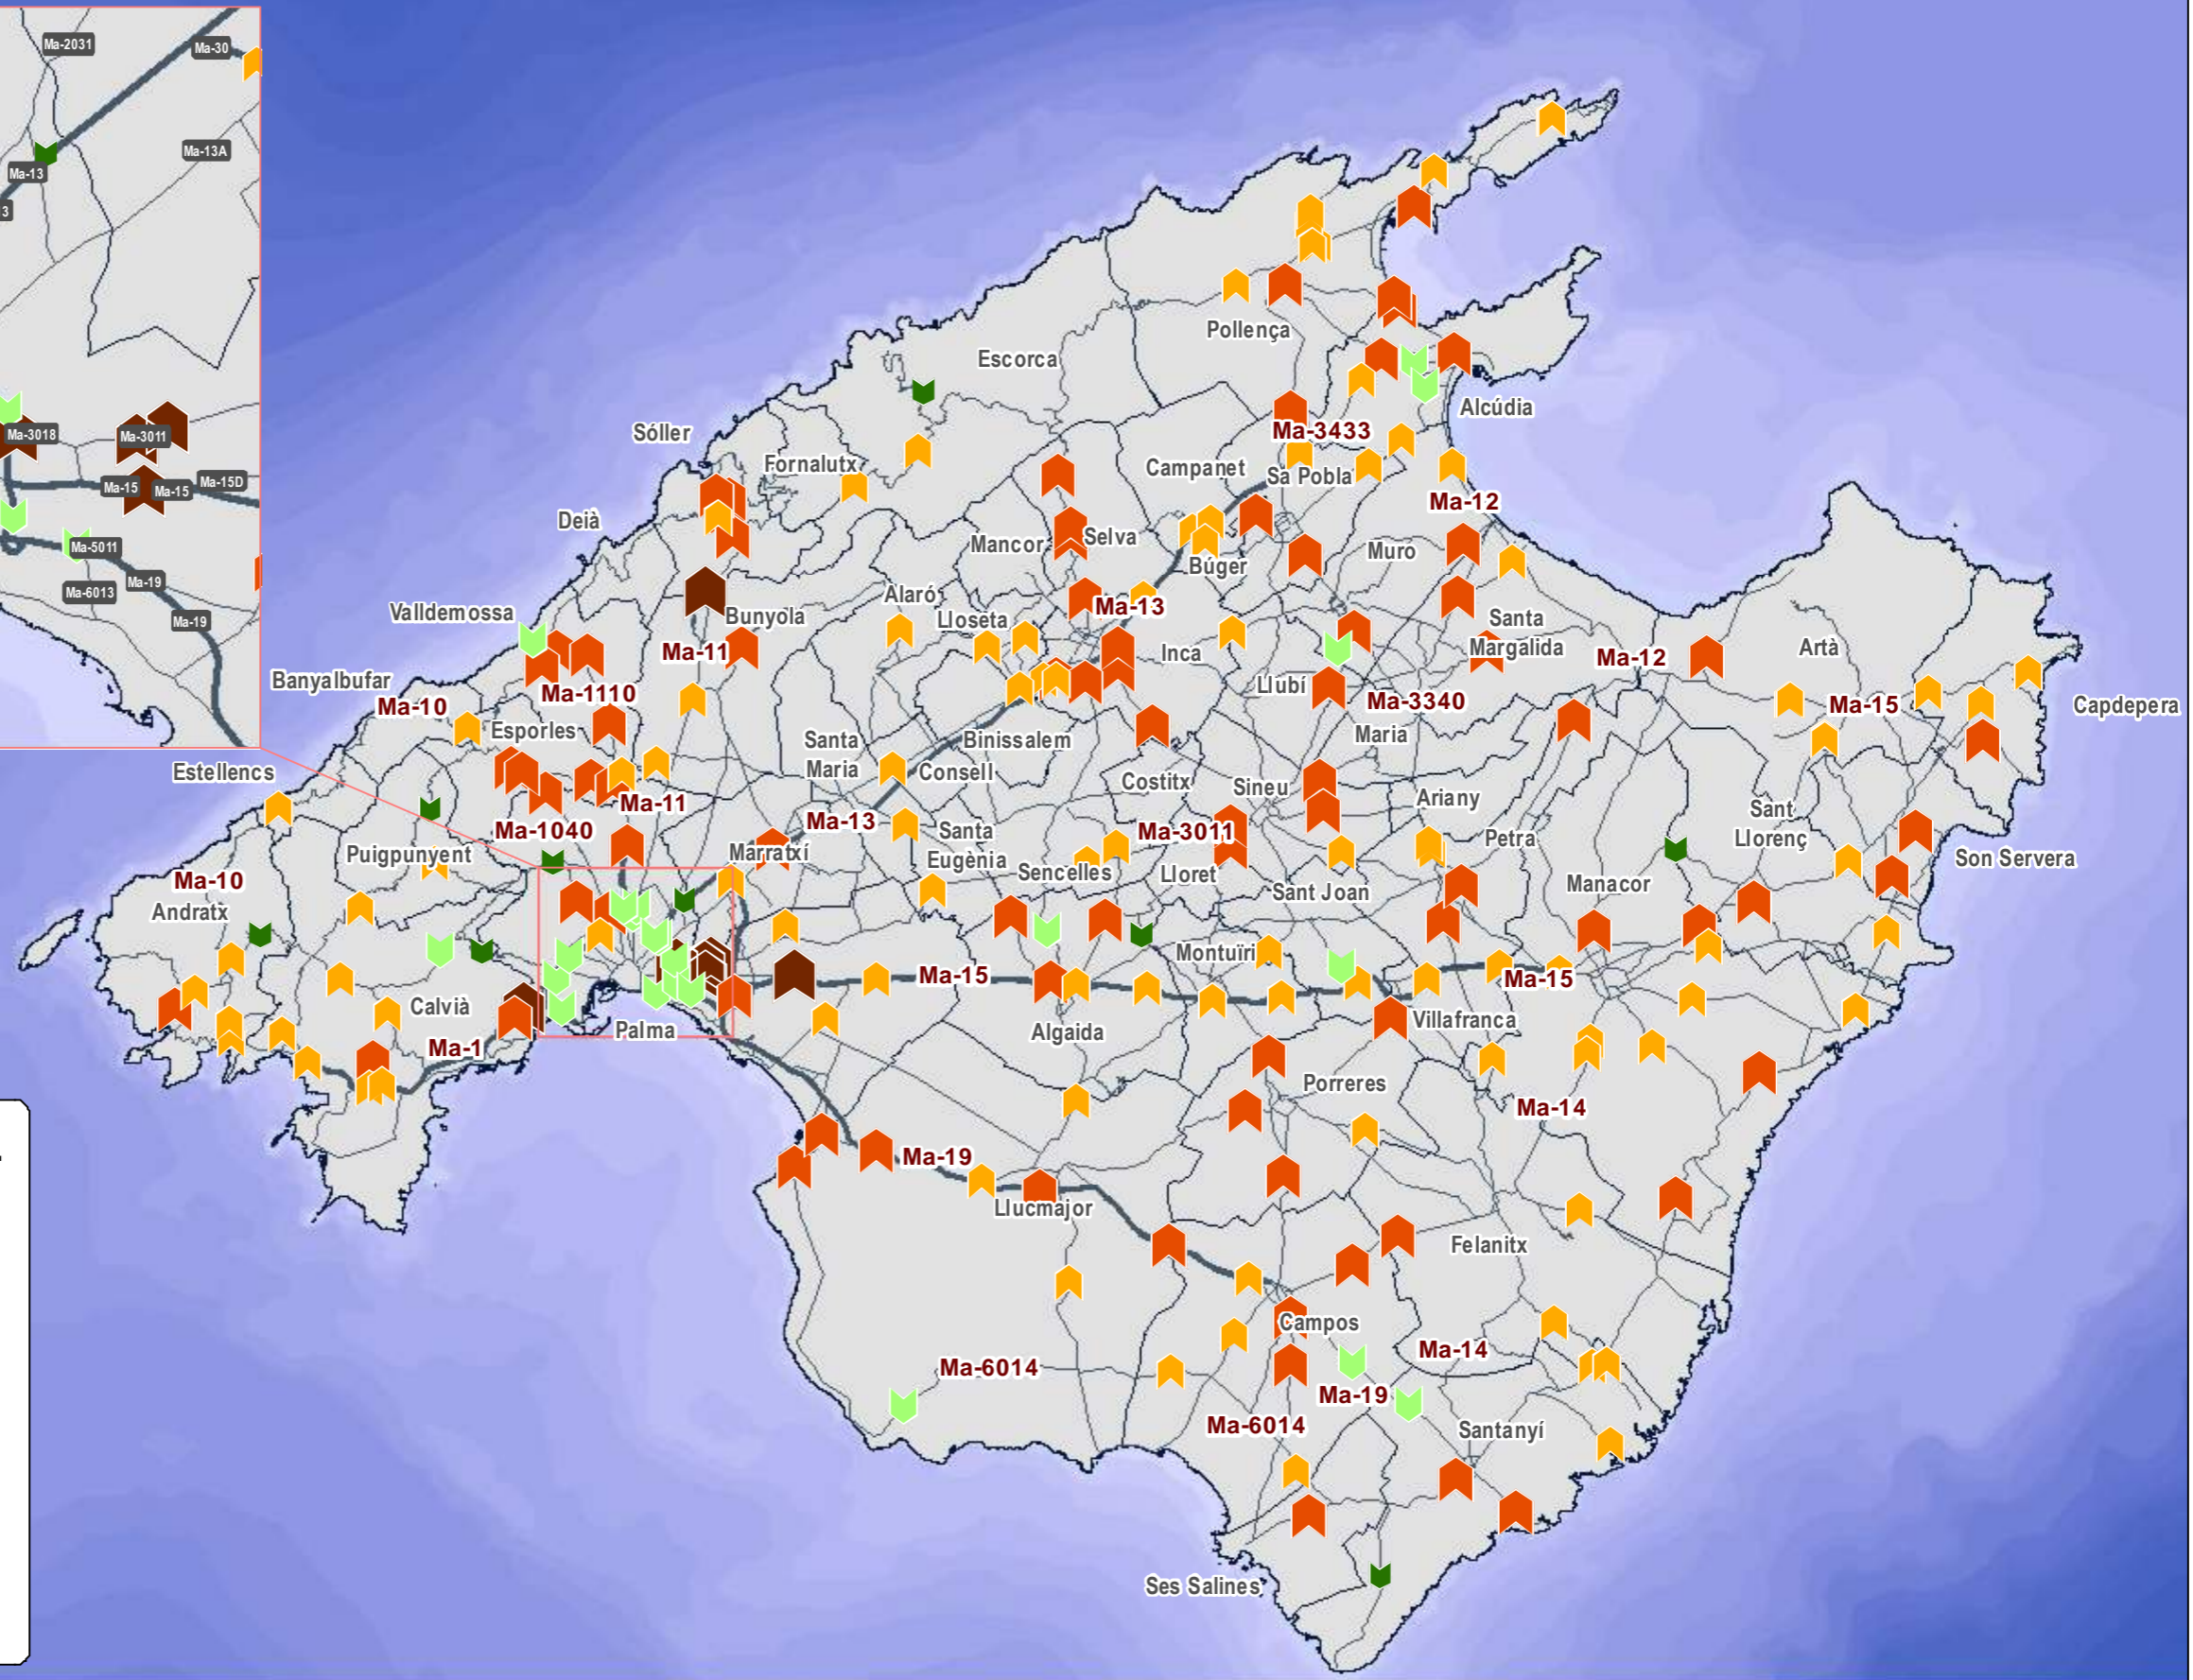 Ma-2031
Ma-30
Ma-13A
Ma-13
3
Ma-3018
Ma-3011
Ma-15
Ma-15
Ma-15D
Ma-5011
Ma-19
Ma-6013
Ma-19
Pollença
Escorca
Alcúdia
Ma-3433
Sóller
Fornalutx
Campanet
Sa Pobla
Ma-12
Deià
Mancor
Selva
Muro
Búger
Valldemossa
Bunyola
Alaró
Lloseta
Ma-13
Santa
Margalida
Ma-11
Inca
Ma-12
Artà
Banyalbufar
Ma-10
Ma-1110
Llubí
Ma-3340
Ma-15
Capdepera
Esporles
Santa
Maria
Binissalem
Maria
Estellencs
Consell
Costitx
Sineu
Ariany
Ma-11
Ma-1040
Ma-13
Santa
Eugènia
Ma-3011
Petra
Sant
Llorenç
Puigpunyent
Marratxí
Sencelles
Lloret
Son Servera
Ma-10
Andratx
Sant Joan
Manacor
Montuïri
Ma-15
Ma-15
Calvià
Palma
Algaida
Villafranca
Ma-1
Porreres
Ma-14
Ma-19
Llucmajor
Felanitx
Campos
Ma-14
Ma-6014
Ma-19
Ma-6014
Santanyí
Ses Salines